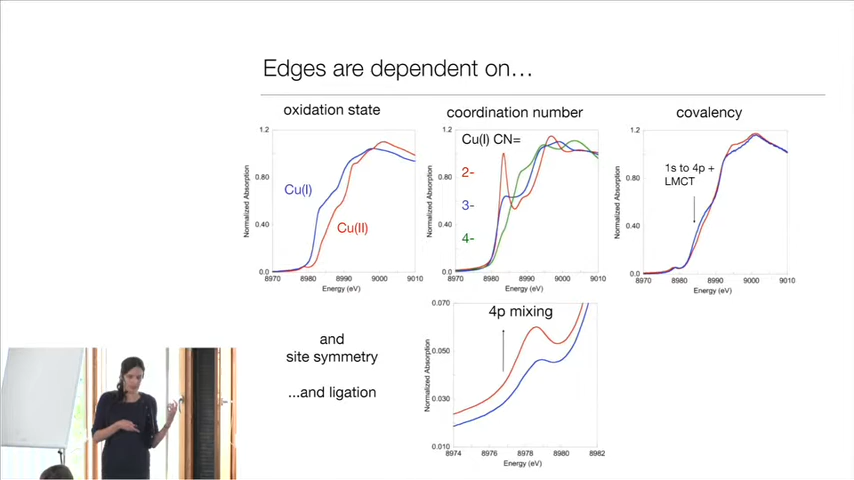 Edges are dependent on…
oxidation state
coordination number
covalency
1.2
0.80
0.40
0.0
Normalized Absorption
Cu(I)
Cu(II)
8970 8980 8990 9000 9010
Energy (eV)
1.2
0.80
0.40
0.0
Normalized Absorption
Cu(I) CN=
2-
3-
4-
8970 8980 8990 9000 9010
Energy (eV)
1.2
0.80
0.40
0.0
Normalized Absorption
1s to 4p +
LMCT
8970 8980 8990 9000 9010
Energy (eV)
and
site symmetry
...and ligation
0.070
0.050
0.030
0.010
Normalized Absorption
4p mixing
8974 8976 8978 8980 8982
Energy (eV)